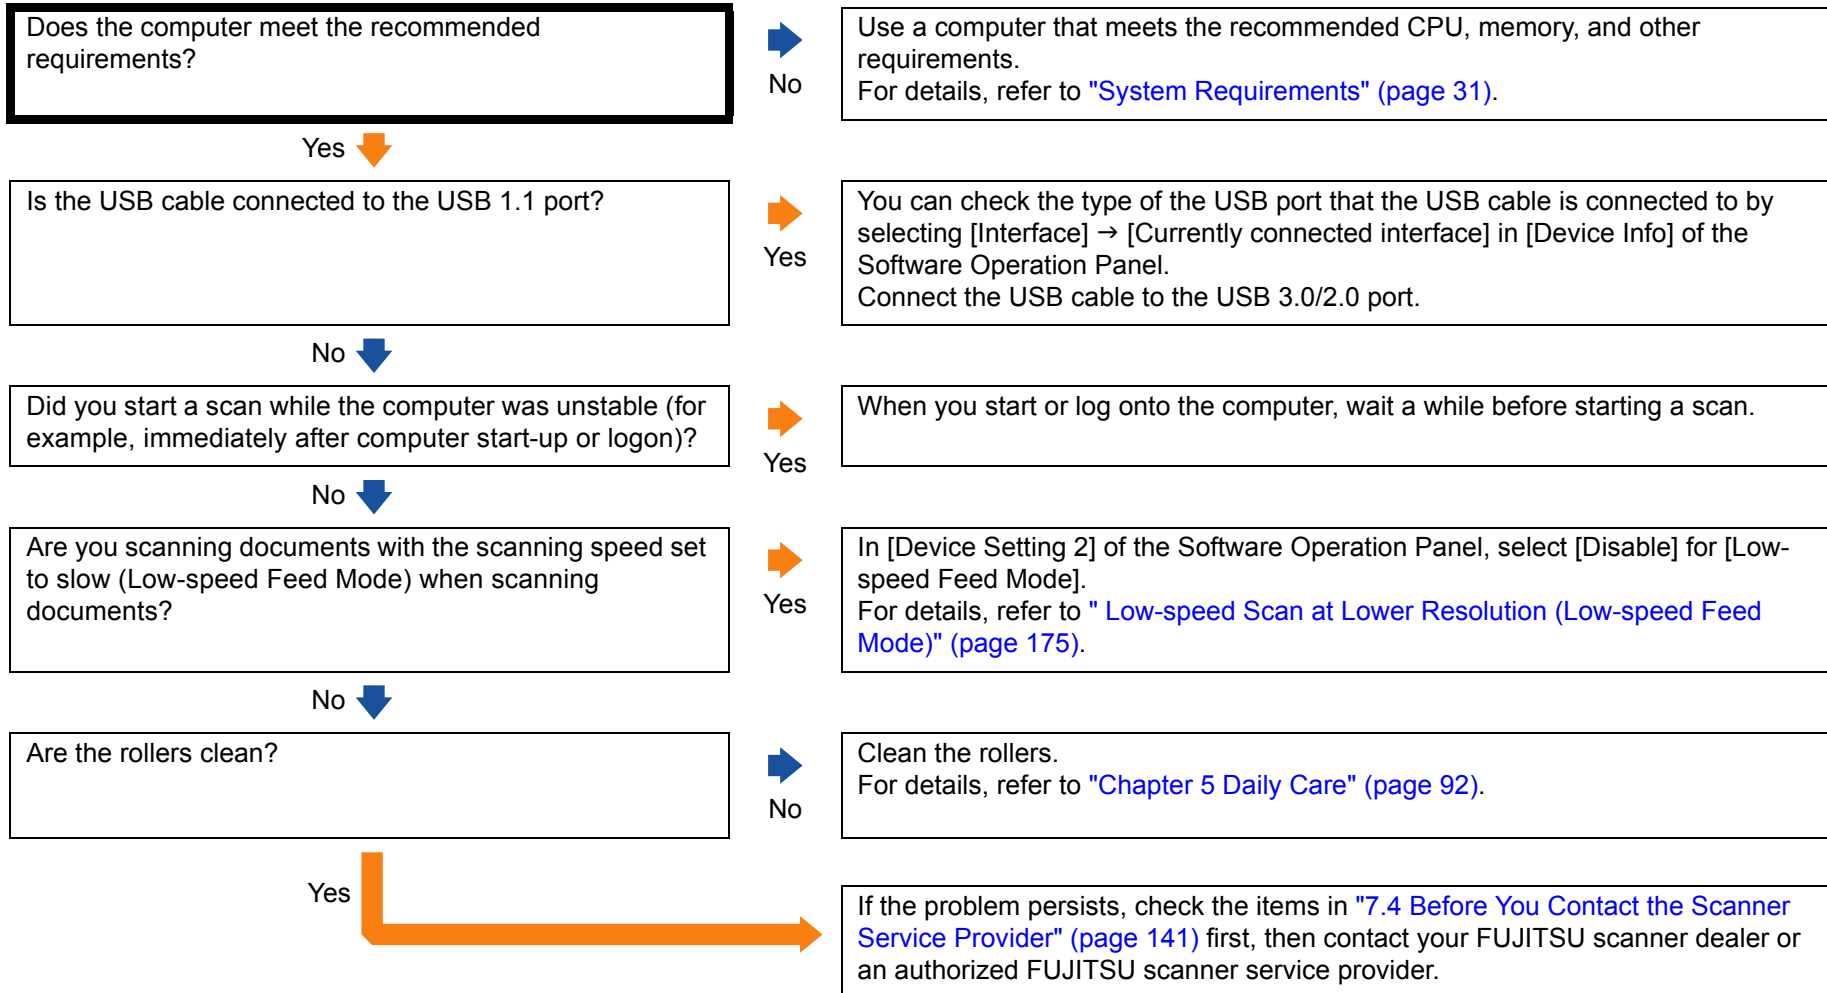 Does the computer meet the recommended
requirements?
No
Use a computer that meets the recommended CPU, memory, and other
requirements.
For details, refer to "System Requirements" (page 31).
Yes
Is the USB cable connected to the USB 1.1 port?
Yes
You can check the type of the USB port that the USB cable is connected to by
selecting [Interface] → [Currently connected interface] in [Device Info] of the
Software Operation Panel.
Connect the USB cable to the USB 3.0/2.0 port.
No
Did you start a scan while the computer was unstable (for
example, immediately after computer start-up or logon)?
Yes
When you start or log onto the computer, wait a while before starting a scan.
No
Are you scanning documents with the scanning speed set
to slow (Low-speed Feed Mode) when scanning
documents?
Yes
In [Device Setting 2] of the Software Operation Panel, select [Disable] for [Low-
speed Feed Mode].
For details, refer to " Low-speed Scan at Lower Resolution (Low-speed Feed
Mode)" (page 175).
No
Are the rollers clean?
No
Clean the rollers.
For details, refer to "Chapter 5 Daily Care" (page 92).
Yes
If the problem persists, check the items in "7.4 Before You Contact the Scanner
Service Provider" (page 141) first, then contact your FUJITSU scanner dealer or
an authorized FUJITSU scanner service provider.